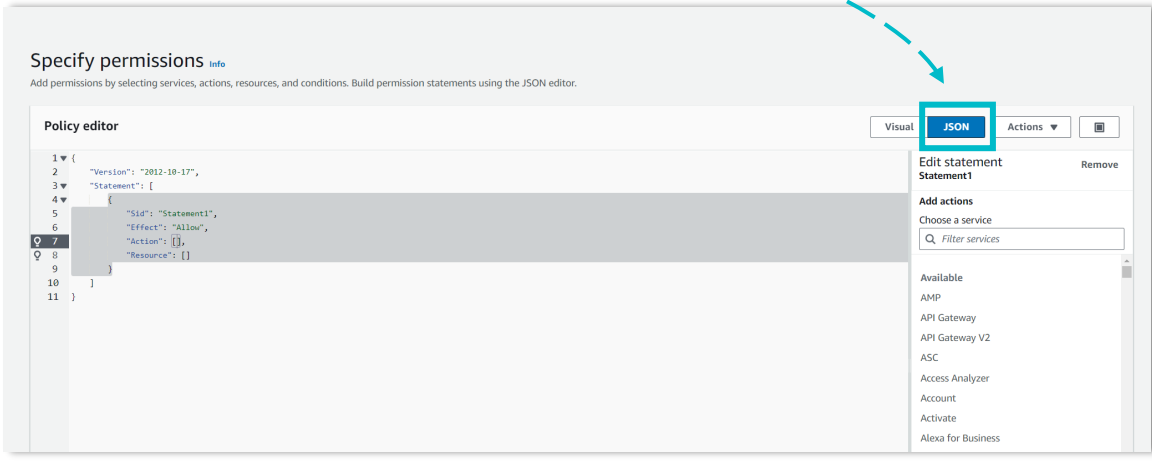 Specify permissions Info
Add permissions by selecting services, actions, resources, and conditions. Build permission statements using the JSON editor.
Policy editor
Visual JSON Actions ▼
1 ▼ {
2 "Version": "2012-10-17",
3 ▼ "Statement": [
4 ▼ {
5 "Sid": "Statement1",
6 "Effect": "Allow",
7 "Action": [],
8 "Resource": []
9 }
10 ]
11 }
Edit statement Remove
Statement1
Add actions
Choose a service
Filter services
Available
AMP
API Gateway
API Gateway V2
ASC
Access Analyzer
Account
Activate
Alexa for Business